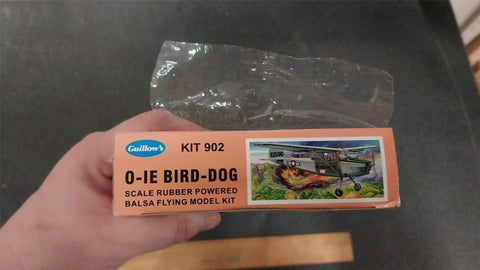 Guillow's
KIT 902
O-IE BIRD-DOG
SCALE RUBBER POWERED
BALSA FLYING MODEL KIT